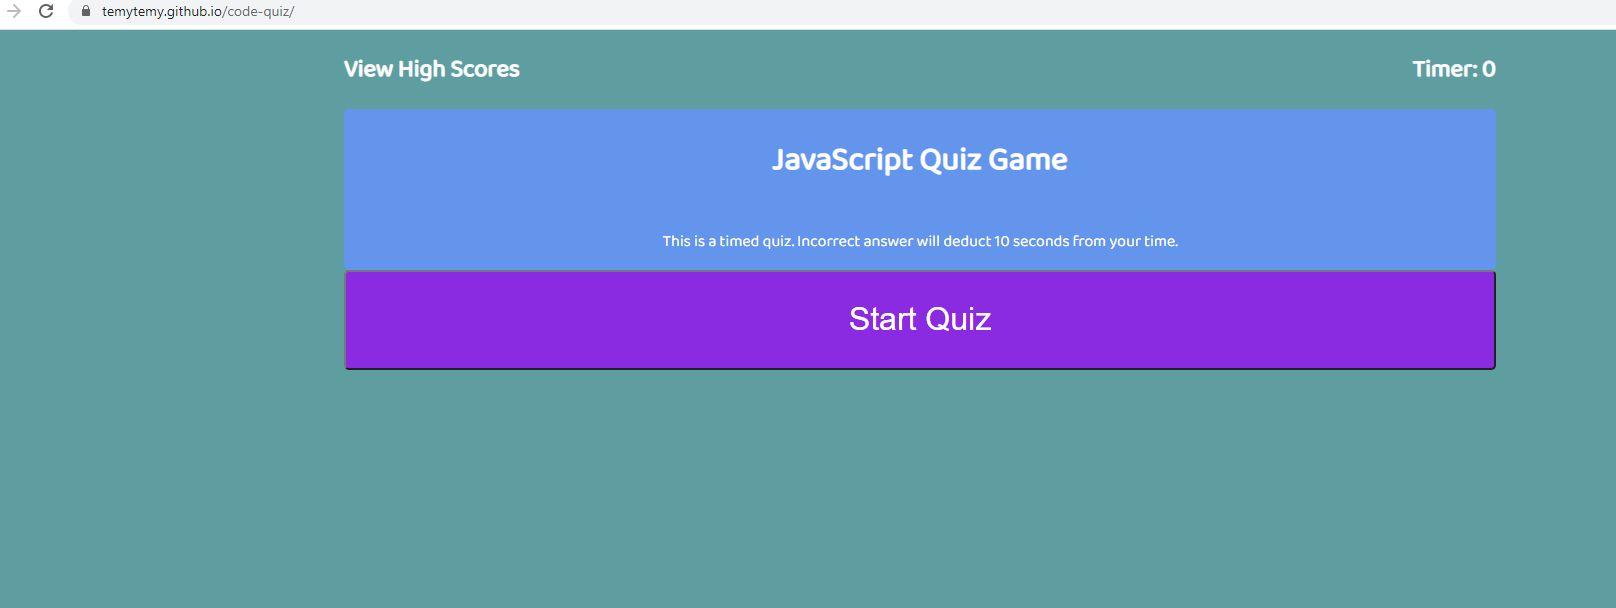 temytemy.github.io/code-quiz/
View High Scores
Timer: 0
JavaScript Quiz Game
This is a timed quiz. Incorrect answer will deduct 10 seconds from your time.
Start Quiz